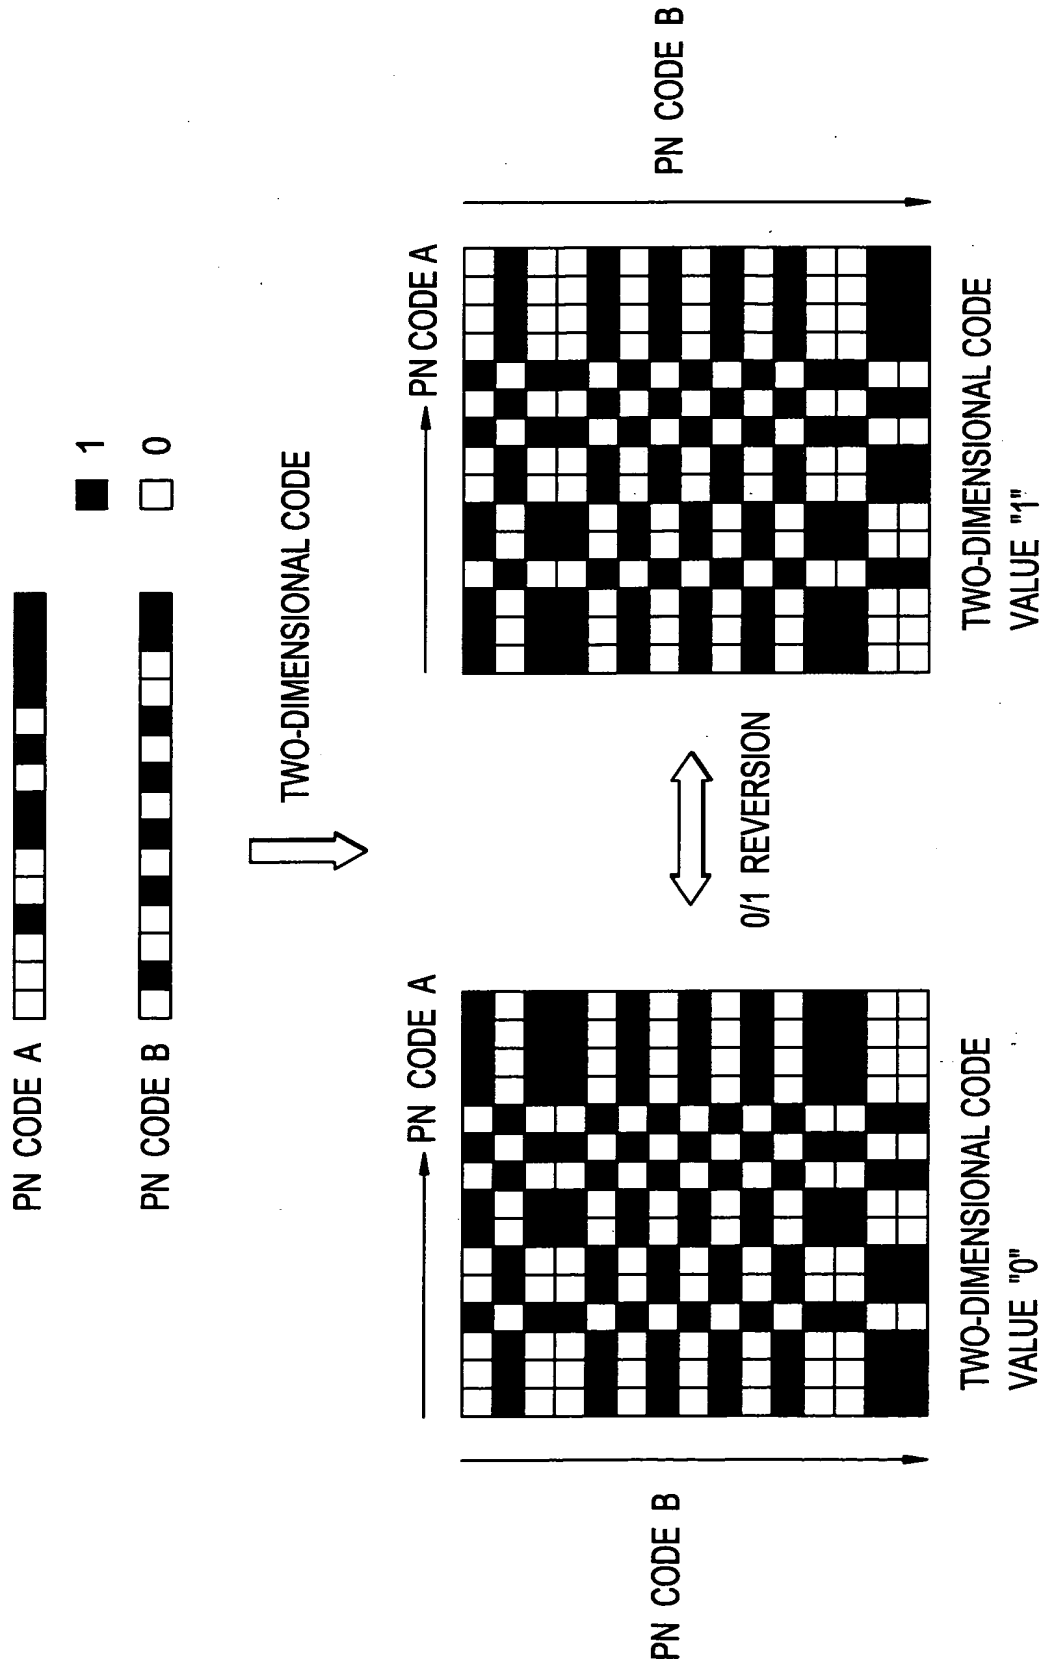 PN CODE A
PN CODE B
1
0
TWO-DIMENSIONAL CODE
PN CODE A
PN CODE B
TWO-DIMENSIONAL CODE
VALUE "0"
0/1 REVERSION
PN CODE A
PN CODE B
TWO-DIMENSIONAL CODE
VALUE "1"